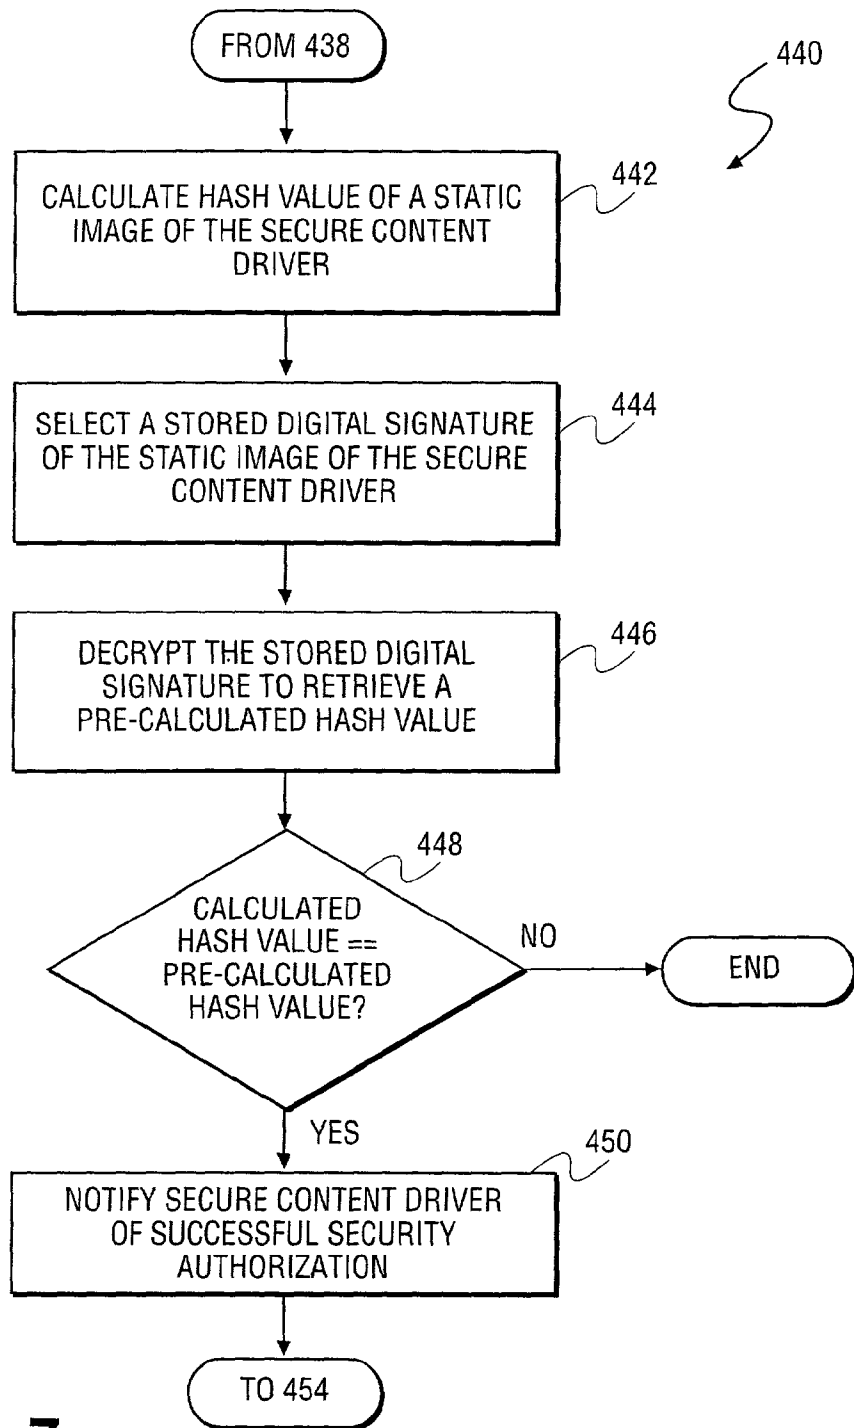 FROM 438
440
442
CALCULATE HASH VALUE OF A STATIC
IMAGE OF THE SECURE CONTENT
DRIVER
444
SELECT A STORED DIGITAL SIGNATURE
OF THE STATIC IMAGE OF THE SECURE
CONTENT DRIVER
446
DECRYPT THE STORED DIGITAL
SIGNATURE TO RETRIEVE A
PRE-CALCULATED HASH VALUE
448
CALCULATED
HASH VALUE ==
PRE-CALCULATED
HASH VALUE?
NO
END
YES
450
NOTIFY SECURE CONTENT DRIVER
OF SUCCESSFUL SECURITY
AUTHORIZATION
TO 454